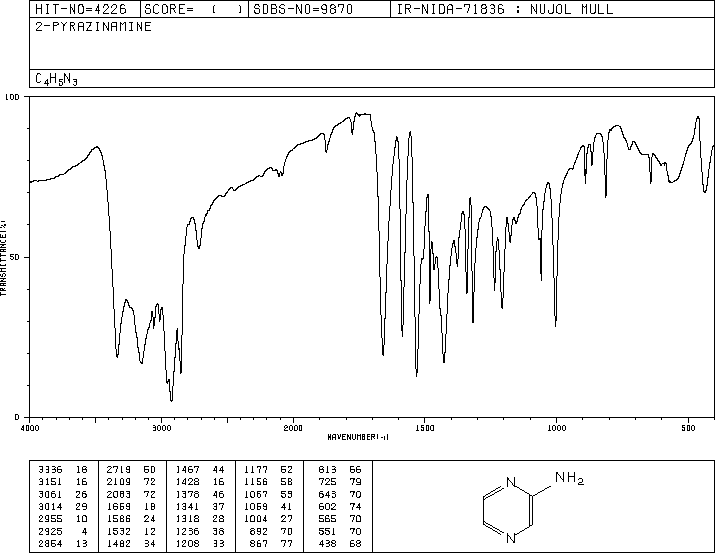 HIT-NO=4226 SCORE= ( ) SDBS-NO=9870 IR-NIDA-71836 : NUJOL MULL
2-PYRAZINAMINE
C4H5N3
100
TRANSMITTANCE(%)
50
0
4000 3000 2000 1500 1000 500
WAVENUMBER(-1)
3336 18 2719 50 1467 44 1177 52 813 66
3151 16 2109 72 1428 16 1156 58 725 79
3061 26 2083 72 1378 46 1067 53 643 70
3014 29 1659 18 1341 37 1059 41 602 74
2955 10 1586 24 1318 28 1004 27 565 70
2925 4 1532 12 1236 38 892 70 551 70
2854 13 1482 34 1208 33 867 77 438 68
N
NH2
N